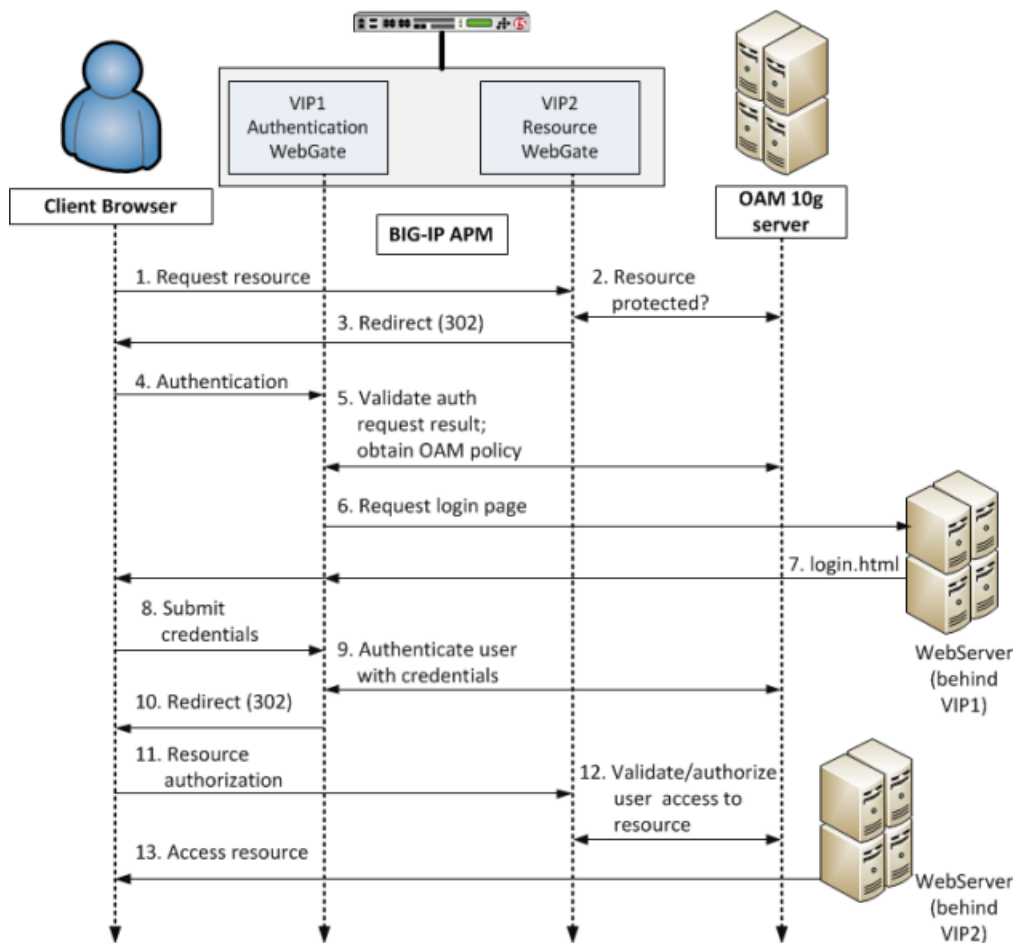 VIP1
Authentication
WebGate
VIP2
Resource
WebGate
Client Browser
BIG-IP APM
OAM 10g
server
1. Request resource
2. Resource
protected?
3. Redirect (302)
4. Authentication
5. Validate auth
request result;
obtain OAM policy
6. Request login page
7. login.html
8. Submit
credentials
9. Authenticate user
with credentials
WebServer
(behind
VIP1)
10. Redirect (302)
11. Resource
authorization
12. Validate/authorize
user access to
resource
13. Access resource
WebServer
(behind
VIP2)